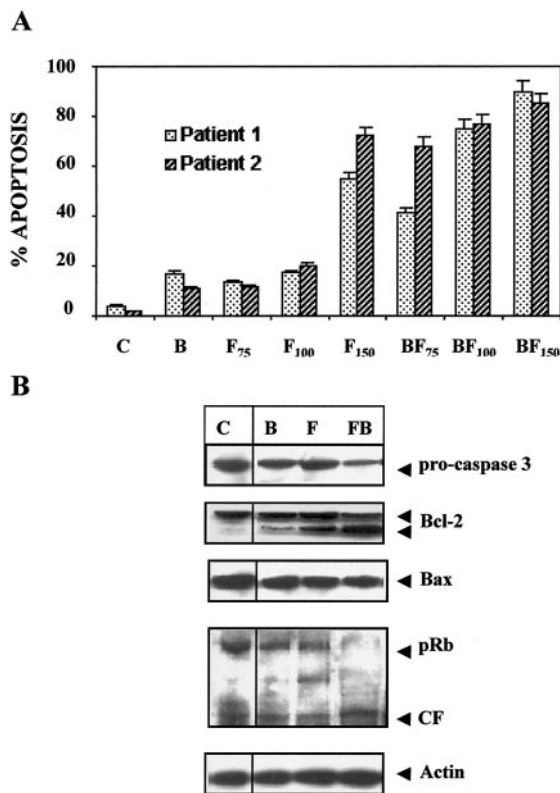 A
% APOPTOSIS
100
80
60
40
20
0
Patient 1
Patient 2
C B F75 F100 F150 BF75 BF100 BF150
B
C B F FB
pro-caspase 3
Bcl-2
Bax
pRb
CF
Actin